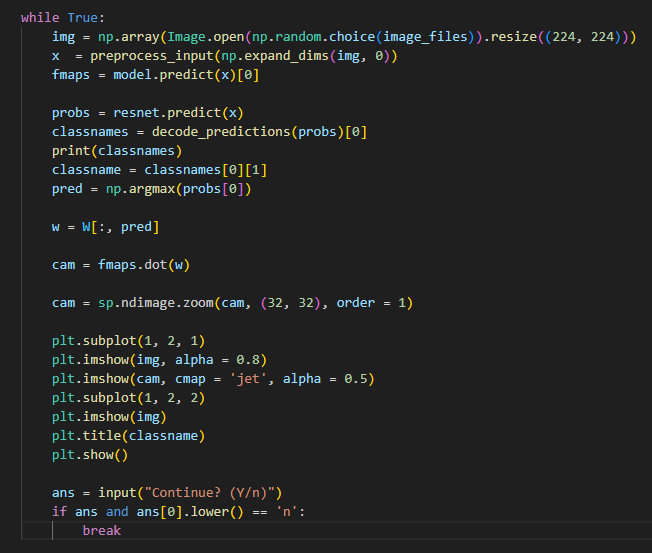 while True:
    img = np.array(Image.open(np.random.choice(image_files)).resize((224, 224)))
    x  = preprocess_input(np.expand_dims(img, 0))
    fmaps = model.predict(x)[0]

    probs = resnet.predict(x)
    classnames = decode_predictions(probs)[0]
    print(classnames)
    classname = classnames[0][1]
    pred = np.argmax(probs[0])

    w = W[:, pred]

    cam = fmaps.dot(w)

    cam = sp.ndimage.zoom(cam, (32, 32), order = 1)

    plt.subplot(1, 2, 1)
    plt.imshow(img, alpha = 0.8)
    plt.imshow(cam, cmap = 'jet', alpha = 0.5)
    plt.subplot(1, 2, 2)
    plt.imshow(img)
    plt.title(classname)
    plt.show()

    ans = input("Continue? (Y/n)")
    if ans and ans[0].lower() == 'n':
        break